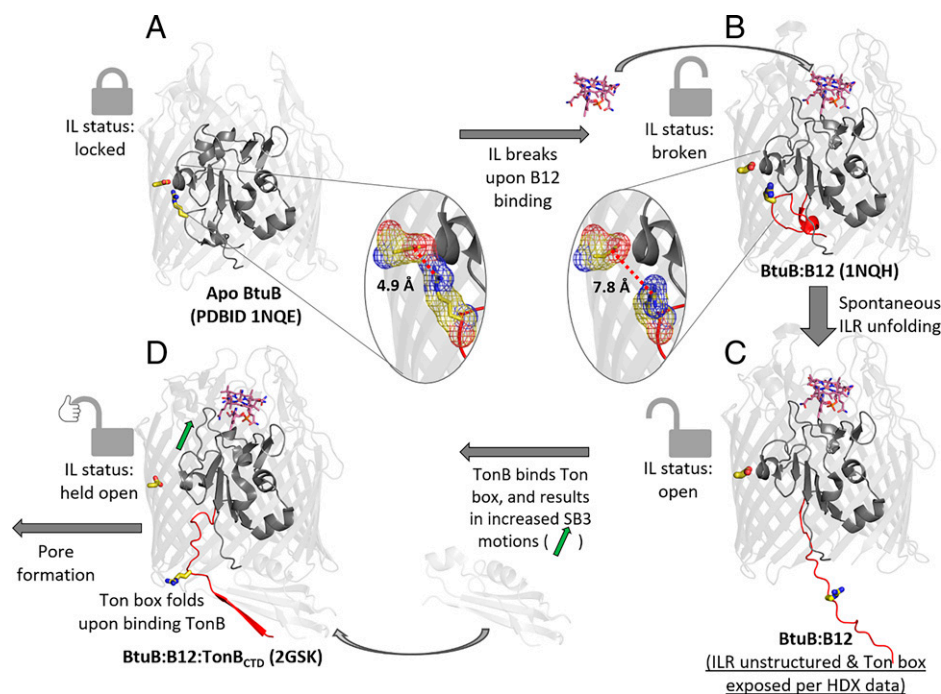 A
IL status:
locked
Apo BtuB
(PDBID 1NQE)
4.9 Å
IL breaks
upon B12
binding
B
IL status:
broken
7.8 Å
BtuB:B12 (1NQH)
Spontaneous
ILR unfolding
C
IL status:
open
BtuB:B12
(ILR unstructured & Ton box
exposed per HDX data)
TonB binds Ton
box, and results
in increased SB3
motions ( )
D
IL status:
held open
Pore
formation
Ton box folds
upon binding TonB
BtuB:B12:TonBCTD (2GSK)